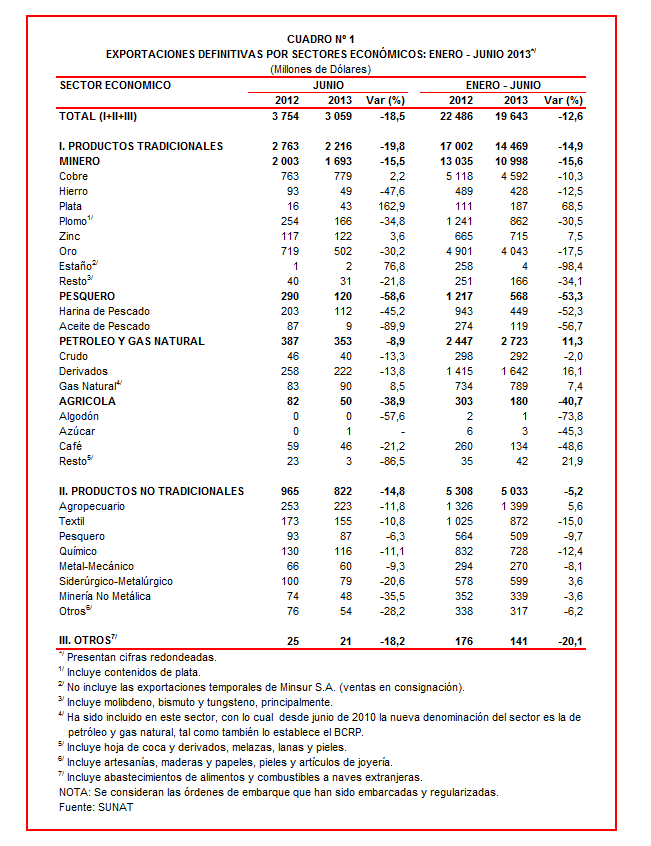 CUADRO Nº 1
EXPORTACIONES DEFINITIVAS POR SECTORES ECONÓMICOS: ENERO - JUNIO 2013*/
(Millones de Dólares)
SECTOR ECONOMICO JUNIO ENERO - JUNIO
2012 2013 Var (%) 2012 2013 Var (%)
TOTAL (I+II+III) 3 754 3 059 -18,5 22 486 19 643 -12,6
I. PRODUCTOS TRADICIONALES 2 763 2 216 -19,8 17 002 14 469 -14,9
MINERO 2 003 1 693 -15,5 13 035 10 998 -15,6
Cobre 763 779 2,2 5 118 4 592 -10,3
Hierro 93 49 -47,6 489 428 -12,5
Plata 16 43 162,9 111 187 68,5
Plomo1/ 254 166 -34,8 1 241 862 -30,5
Zinc 117 122 3,6 665 715 7,5
Oro 719 502 -30,2 4 901 4 043 -17,5
Estaño2/ 1 2 76,8 258 4 -98,4
Resto3/ 40 31 -21,8 251 166 -34,1
PESQUERO 290 120 -58,6 1 217 568 -53,3
Harina de Pescado 203 112 -45,2 943 449 -52,3
Aceite de Pescado 87 9 -89,9 274 119 -56,7
PETROLEO Y GAS NATURAL 387 353 -8,9 2 447 2 723 11,3
Crudo 46 40 -13,3 298 292 -2,0
Derivados 258 222 -13,8 1 415 1 642 16,1
Gas Natural4/ 83 90 8,5 734 789 7,4
AGRICOLA 82 50 -38,9 303 180 -40,7
Algodón 0 0 -57,6 2 1 -73,8
Azúcar 0 1 - 6 3 -45,3
Café 59 46 -21,2 260 134 -48,6
Resto5/ 23 3 -86,5 35 42 21,9
II. PRODUCTOS NO TRADICIONALES 965 822 -14,8 5 308 5 033 -5,2
Agropecuario 253 223 -11,8 1 326 1 399 5,6
Textil 173 155 -10,8 1 025 872 -15,0
Pesquero 93 87 -6,3 564 509 -9,7
Químico 130 116 -11,1 832 728 -12,4
Metal-Mecánico 66 60 -9,3 294 270 -8,1
Siderúrgico-Metalúrgico 100 79 -20,6 578 599 3,6
Minería No Metálica 74 48 -35,5 352 339 -3,6
Otros6/ 76 54 -28,2 338 317 -6,2
III. OTROS7/ 25 21 -18,2 176 141 -20,1
*/ Presentan cifras redondeadas.
1/ Incluye contenidos de plata.
2/ No incluye las exportaciones temporales de Minsur S.A. (ventas en consignación).
3/ Incluye molibdeno, bismuto y tungsteno, principalmente.
4/ Ha sido incluido en este sector, con lo cual desde junio de 2010 la nueva denominación del sector es la de
petróleo y gas natural, tal como también lo establece el BCRP.
5/ Incluye hoja de coca y derivados, melazas, lanas y pieles.
6/ Incluye artesanías, maderas y papeles, pieles y artículos de joyería.
7/ Incluye abastecimientos de alimentos y combustibles a naves extranjeras.
NOTA: Se consideran las órdenes de embarque que han sido embarcadas y regularizadas.
Fuente: SUNAT